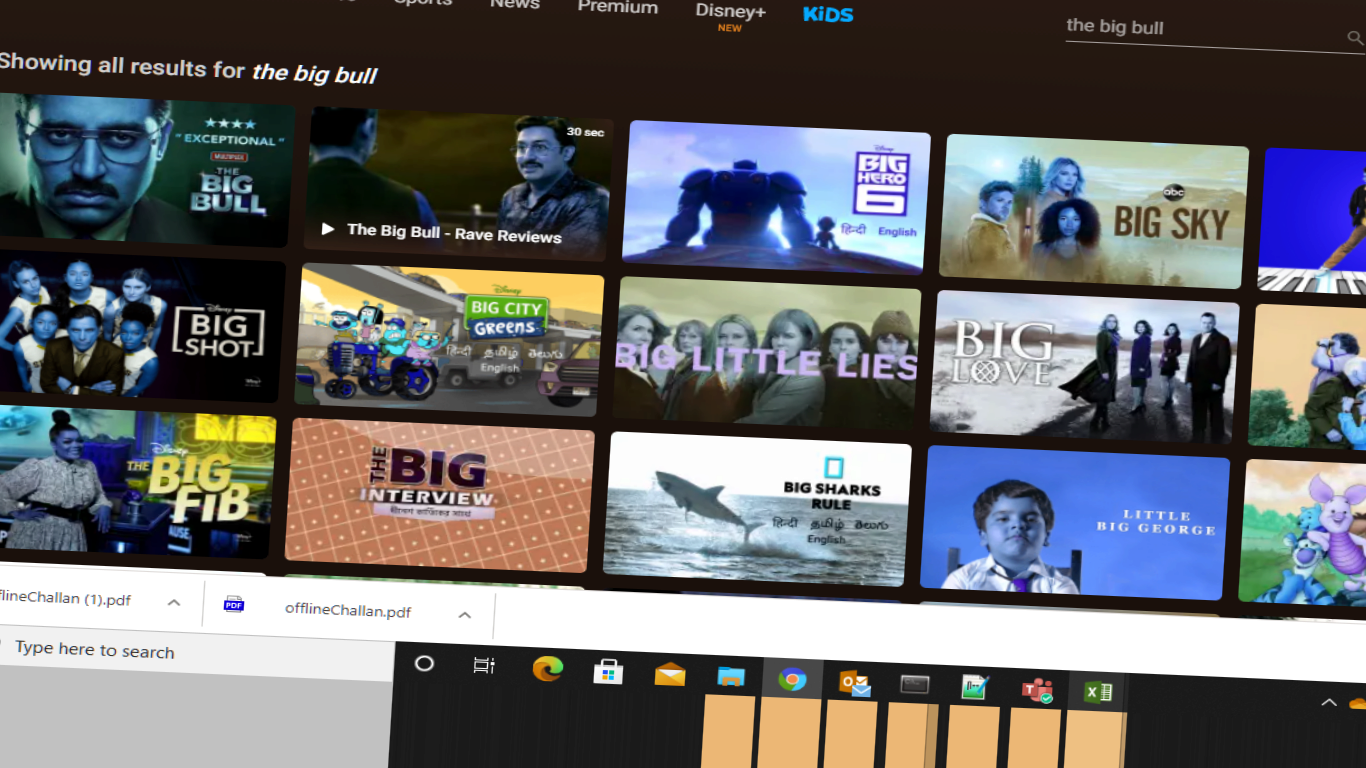 Sports
News
Premium
Disney+
NEW
KiDS
the big bull
Showing all results for the big bull
★★★★
"EXCEPTIONAL"
THE
BIG
BULL
30 sec
The Big Bull - Rave Reviews
Disney
BIG
HERO
6
हिन्दी English
abc
BIG SKY
Disney
BIG
SHOT
Disney
BIG CITY
GREENS
हिन्दी தமிழ் తెలుగు
English
BIG LITTLE LIES
BIG
LOVE
Disney
THE
BIG
FIB
THE
BIG
INTERVIEW
BIG SHARKS
RULE
हिन्दी தமிழ் తెలుగు
English
LITTLE
BIG GEORGE
flineChallan (1).pdf
PDF
offlineChallan.pdf
Type here to search